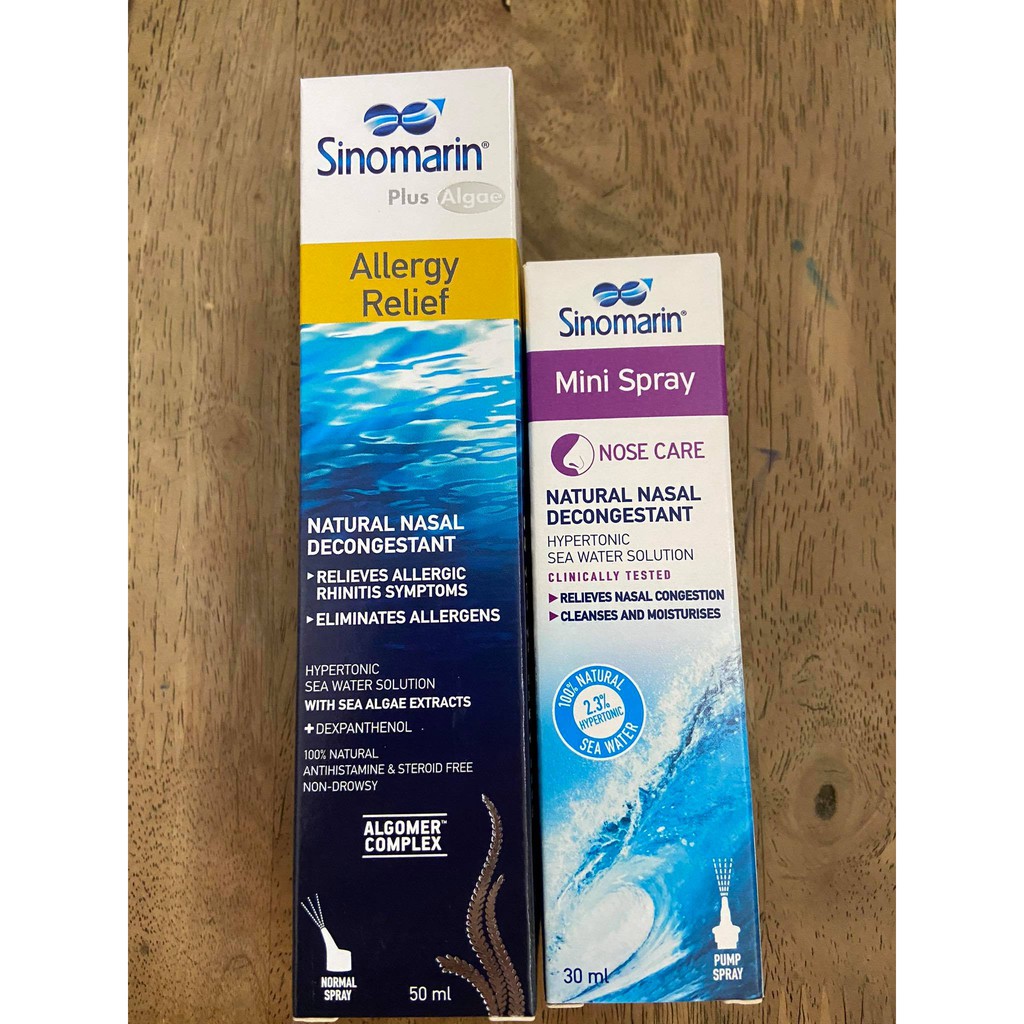 Sinomarin®
Plus Algae
Allergy
Relief
NATURAL NASAL
DECONGESTANT
▸RELIEVES ALLERGIC
RHINITIS SYMPTOMS
▸ELIMINATES ALLERGENS
HYPERTONIC
SEA WATER SOLUTION
WITH SEA ALGAE EXTRACTS
+DEXPANTHENOL
100% NATURAL
ANTIHISTAMINE & STEROID FREE
NON-DROWSY
ALGOMER™
COMPLEX
NORMAL
SPRAY
50 ml
Sinomarin®
Mini Spray
NOSE CARE
NATURAL NASAL
DECONGESTANT
HYPERTONIC
SEA WATER SOLUTION
CLINICALLY TESTED
▸RELIEVES NASAL CONGESTION
▸CLEANSES AND MOISTURISES
100% NATURAL
2.3%
HYPERTONIC
SEA WATER
30 ml
PUMP
SPRAY